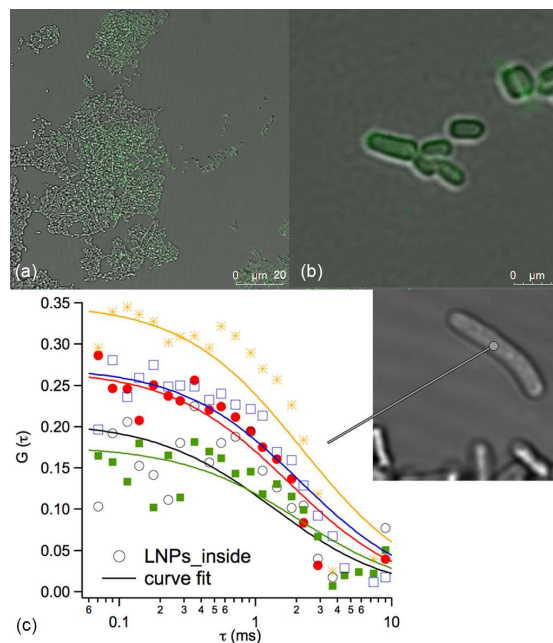 (a)
0 µm 20
(b)
0 µm
0.35
0.30
0.25
0.20
0.15
0.10
0.05
0.00
G (τ)
LNPs_inside
curve fit
6 0.1 2 3 4 5 6 1 2 3 4 5 6 10
τ (ms)
(c)